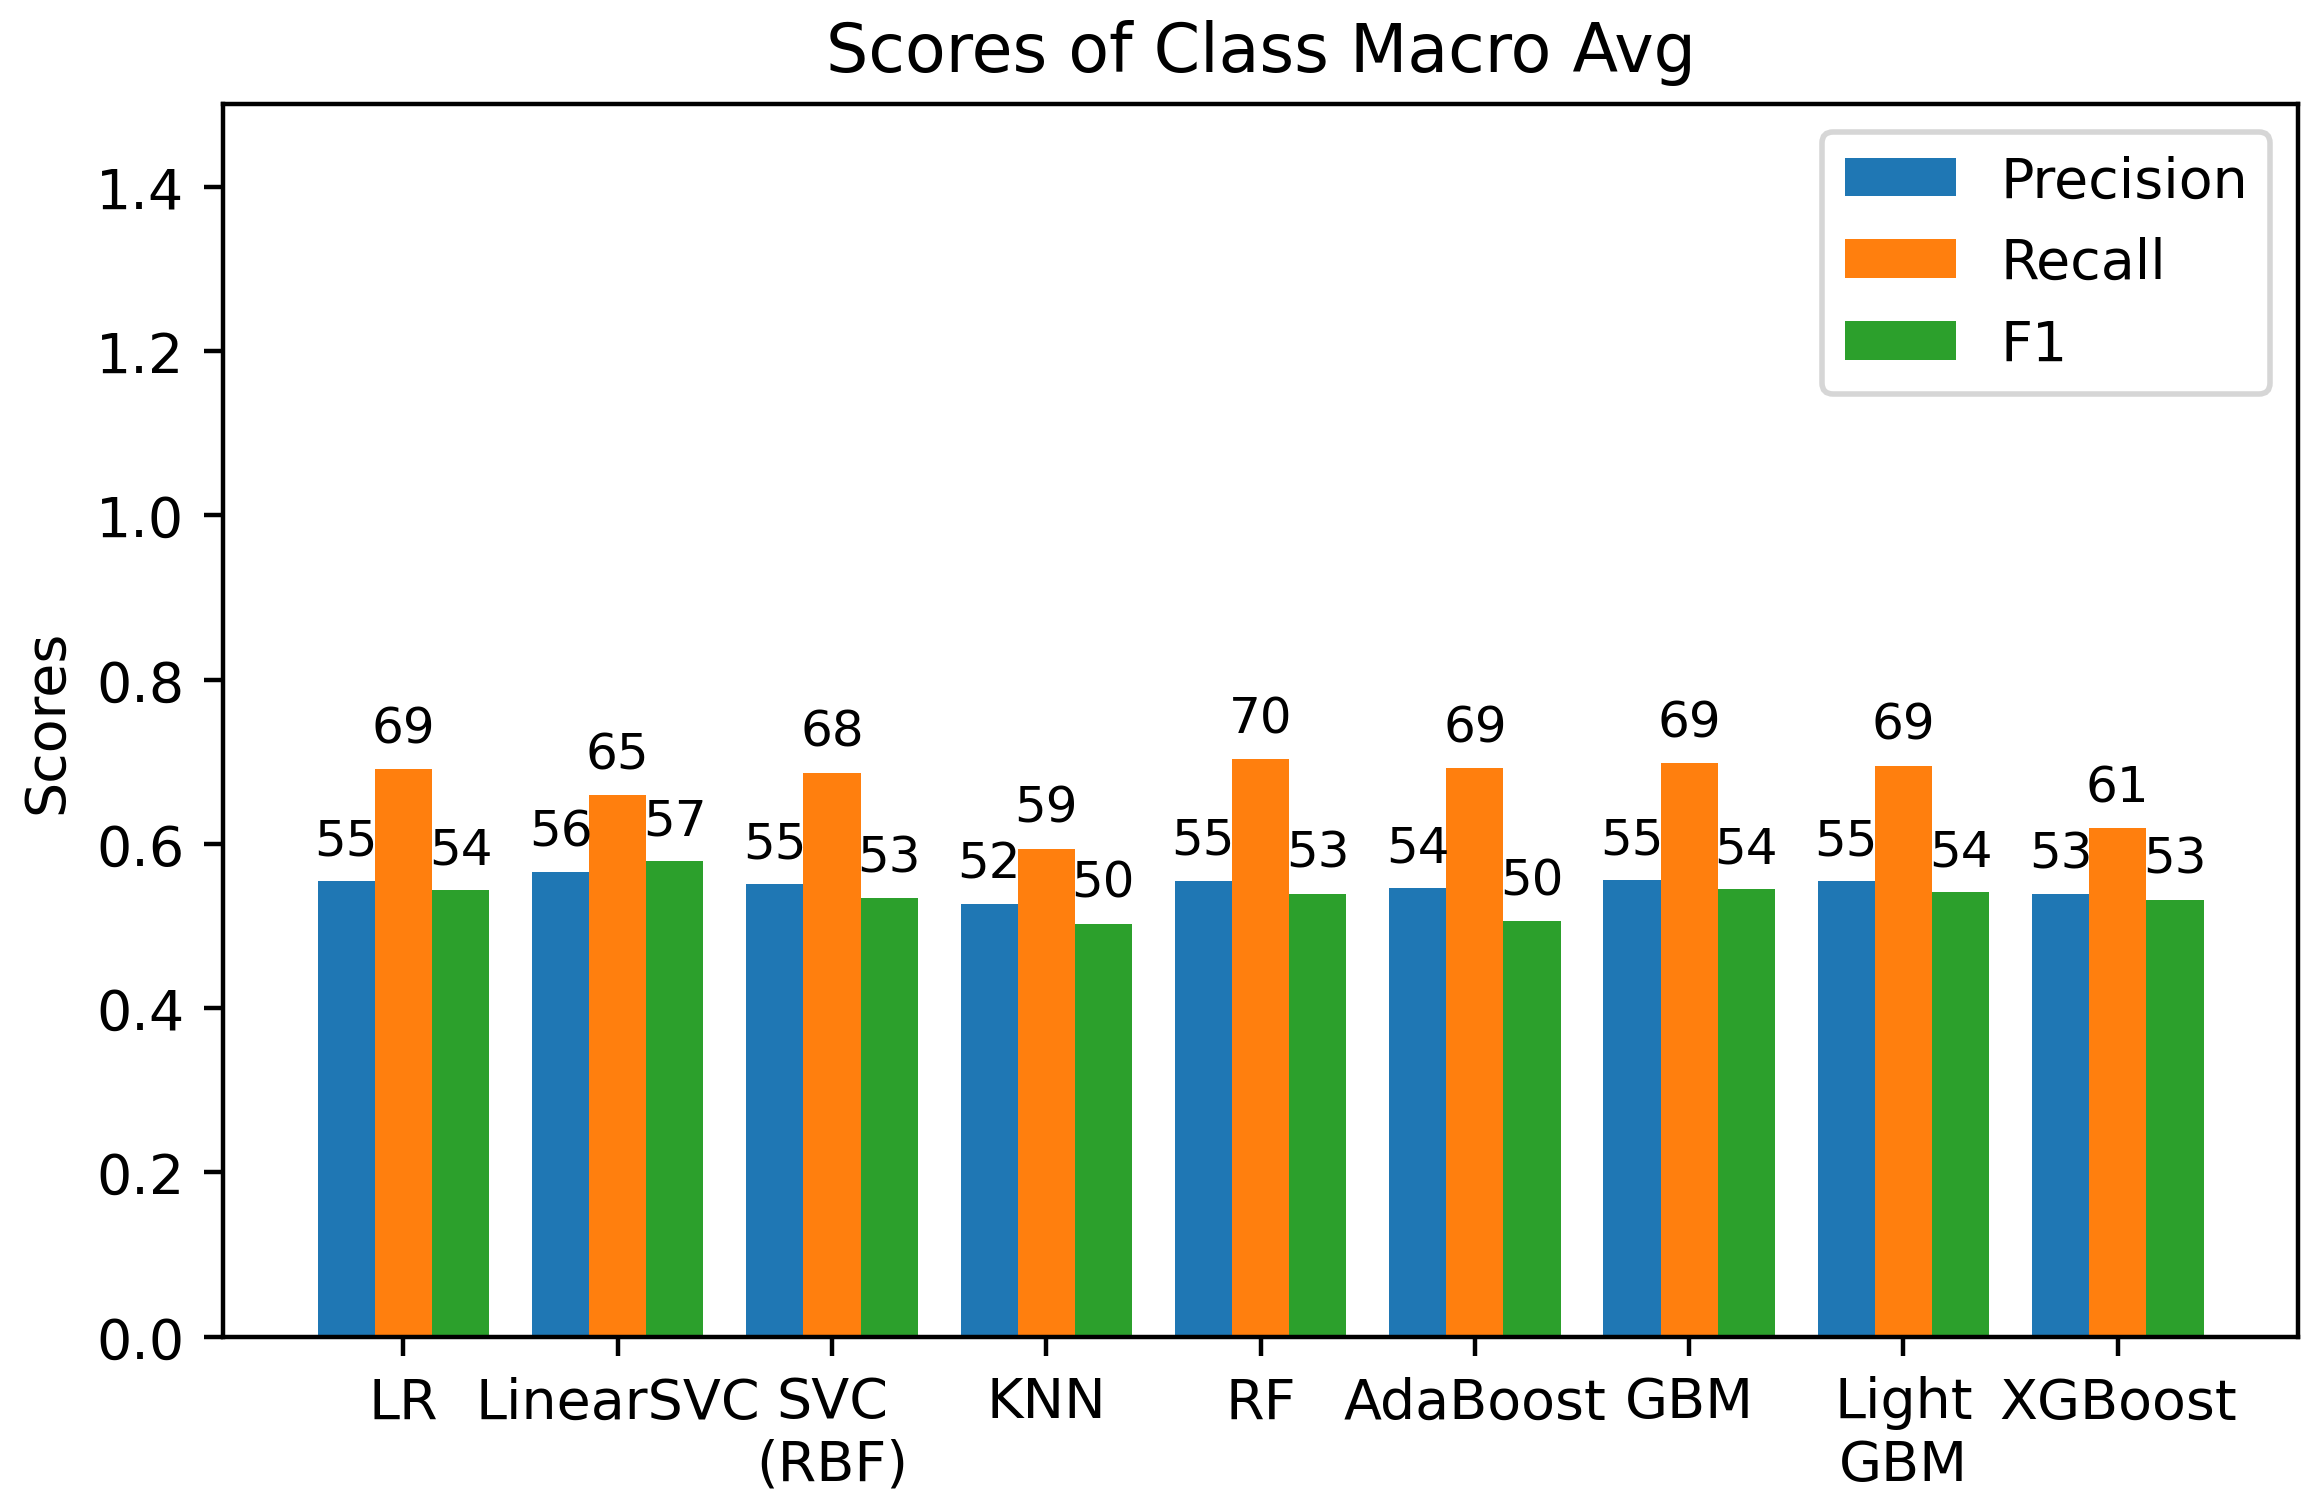 Scores of Class Macro Avg
Precision
Recall
F1
Scores
1.4
1.2
1.0
0.8
0.6
0.4
0.2
0.0
55 69 54
56 65 57
55 68 53
52 59 50
55 70 53
54 69 50
55 69 54
55 69 54
53 61 53
LR LinearSVC SVC KNN RF AdaBoost GBM Light XGBoost
(RBF) GBM